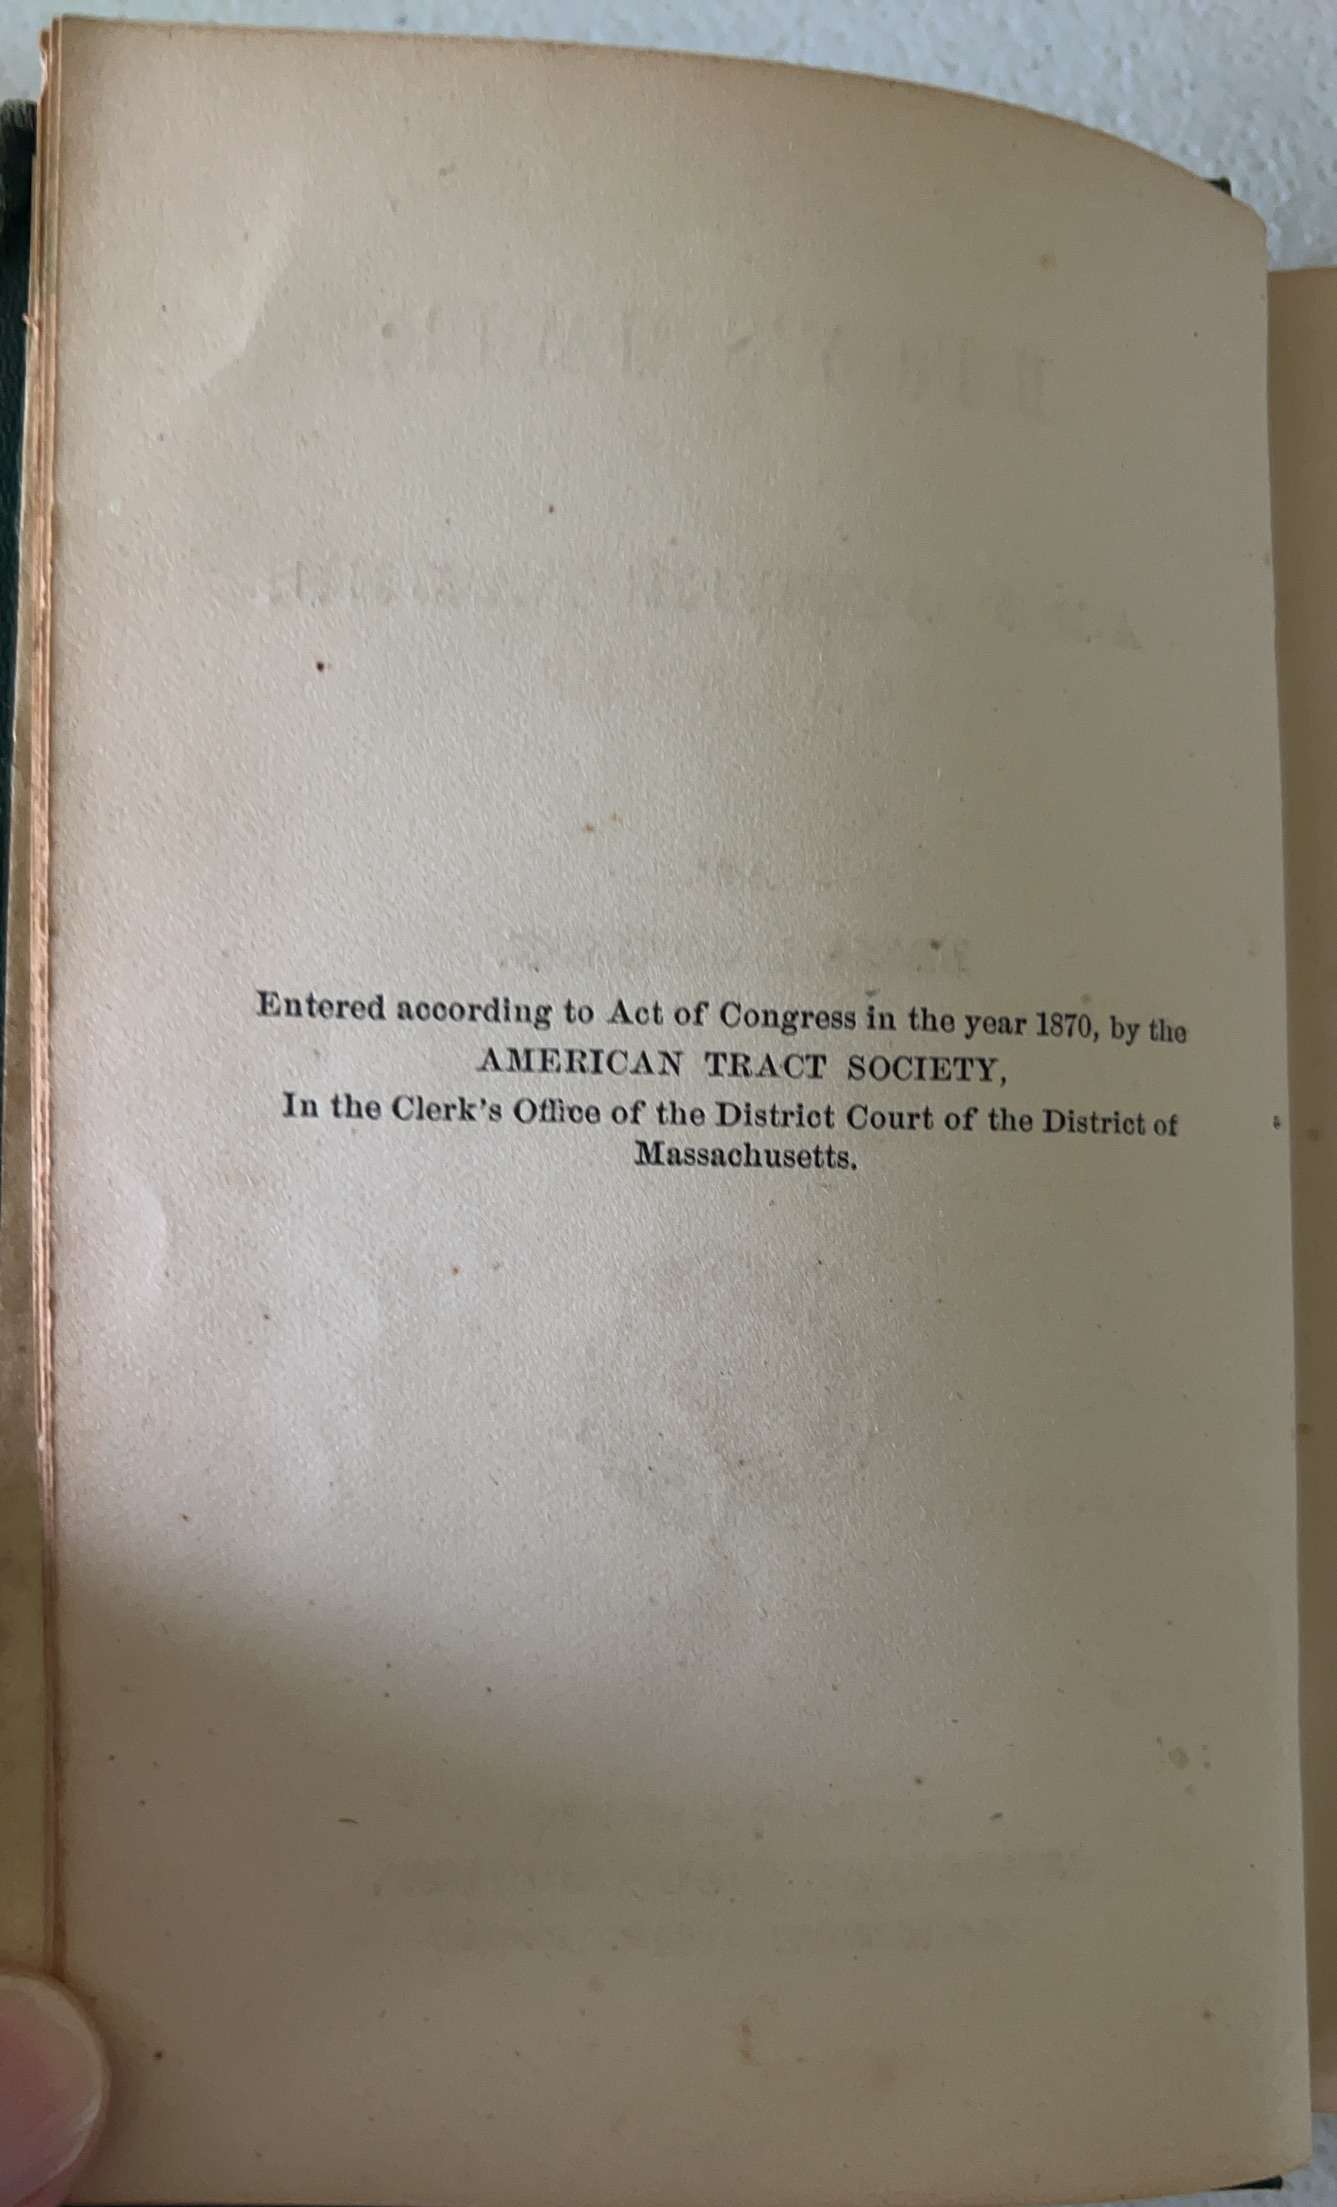 Entered according to Act of Congress in the year 1870, by the
AMERICAN TRACT SOCIETY,
In the Clerk's Office of the District Court of the District of
Massachusetts.